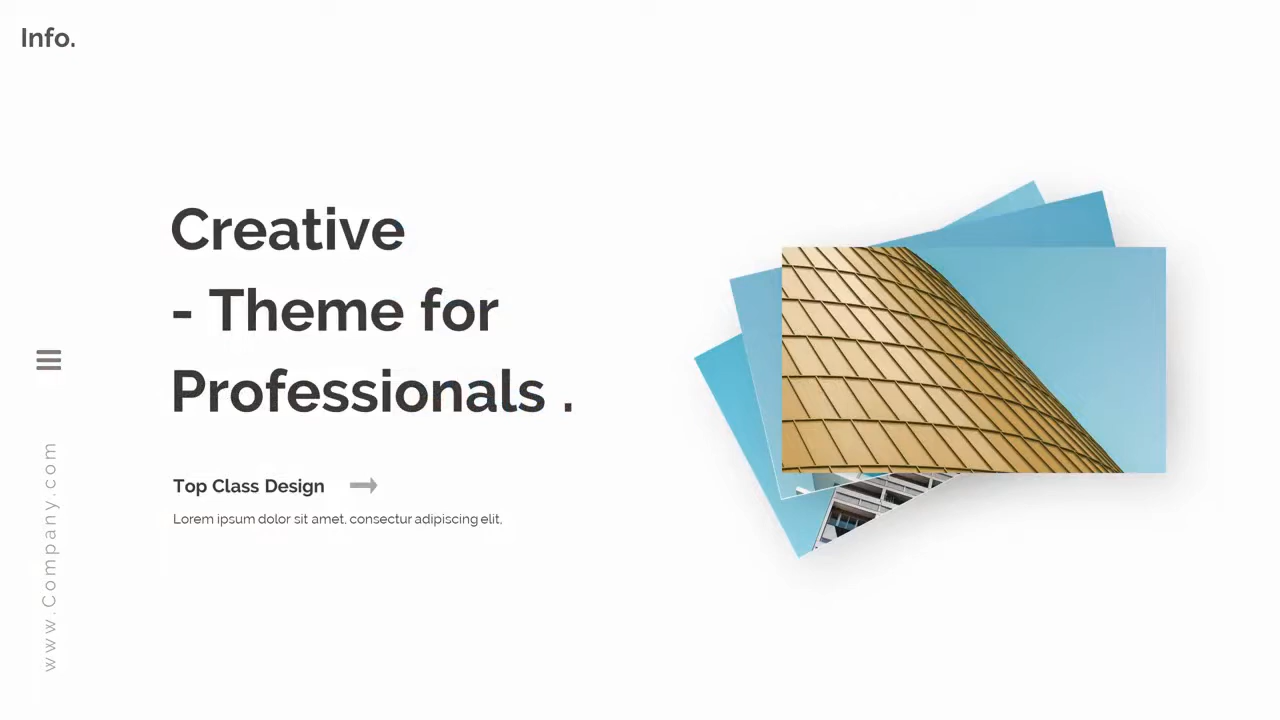 Info.
Creative
- Theme for
Professionals .
Top Class Design
Lorem ipsum dolor sit amet, consectur adipiscing elit,
www.Company.com